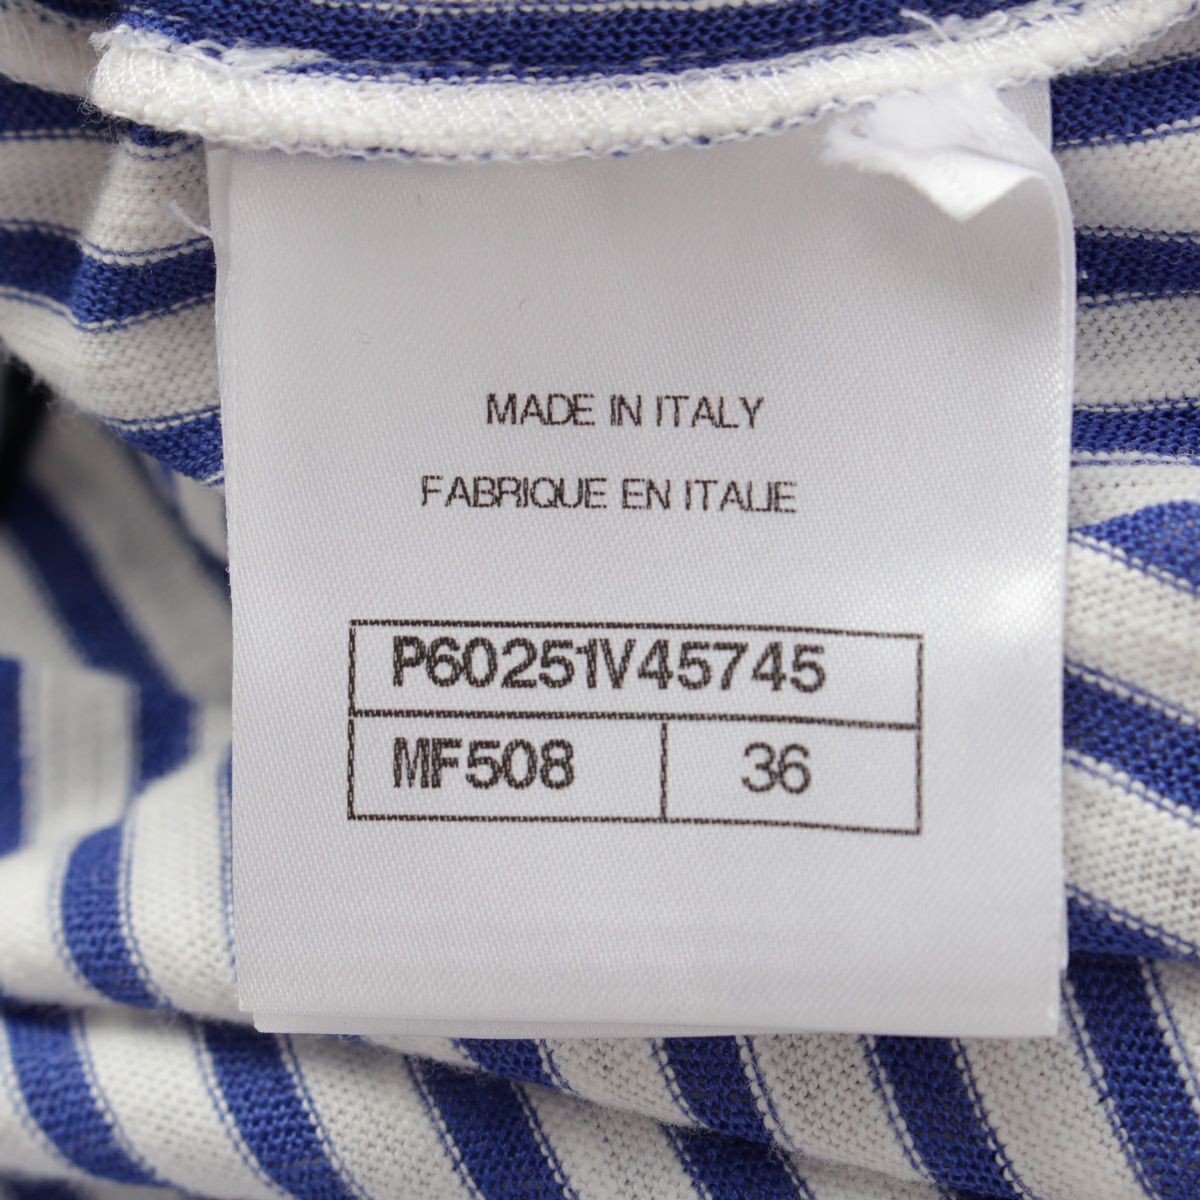 MADE IN ITALY
FABRIQUE EN ITALIE
P60251V45745
MF508 36